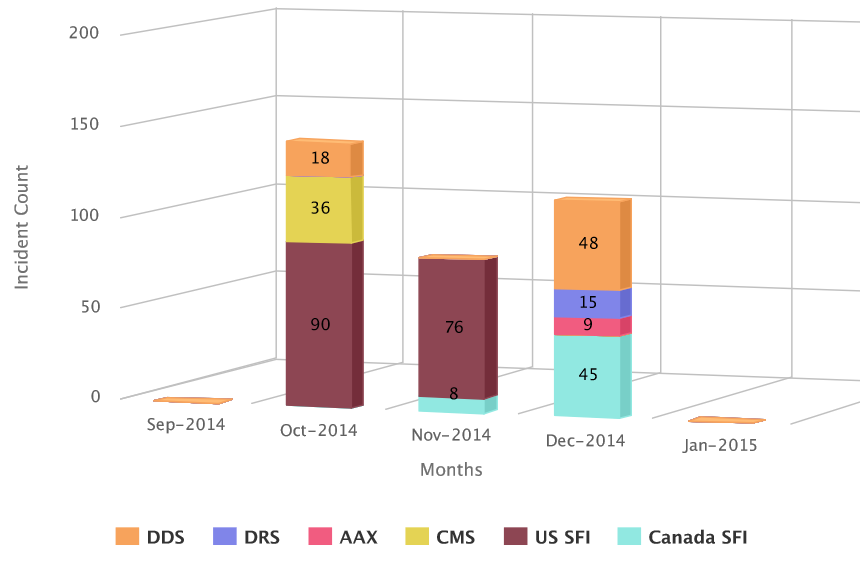 200
150
100
50
0
Incident Count
18
36
90
76
8
48
15
9
45
Sep-2014
Oct-2014
Nov-2014
Dec-2014
Jan-2015
Months
DDS DRS AAX CMS US SFI Canada SFI